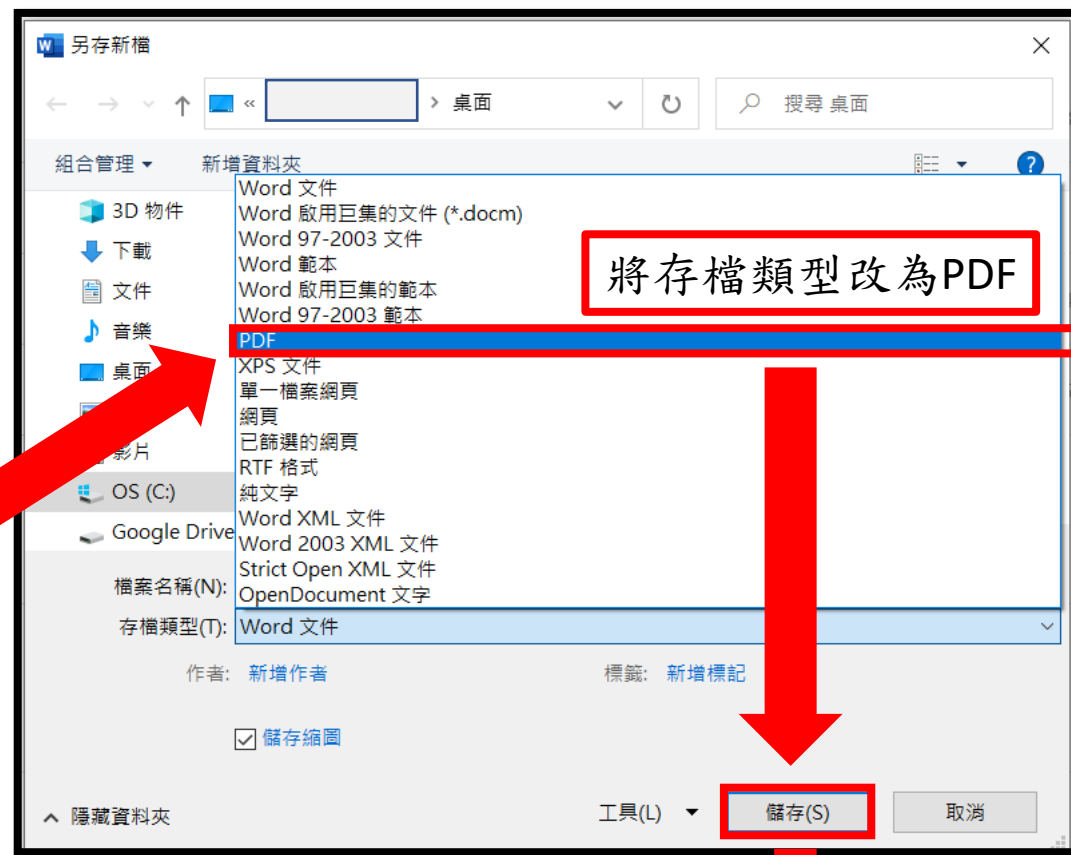 另存新檔
« > 桌面
搜尋 桌面
組合管理
新增資料夾
3D 物件
下載
文件
音樂
桌面
影片
OS (C:)
Google Drive
Word 文件
Word 啟用巨集的文件 (*.docm)
Word 97-2003 文件
Word 範本
Word 啟用巨集的範本
Word 97-2003 範本
PDF
XPS 文件
單一檔案網頁
網頁
已篩選的網頁
RTF 格式
純文字
Word XML 文件
Word 2003 XML 文件
Strict Open XML 文件
OpenDocument 文字
將存檔類型改為PDF
檔案名稱(N):
存檔類型(T): Word 文件
作者: 新增作者
標籤: 新增標記
儲存縮圖
隱藏資料夾
工具(L)
儲存(S)
取消